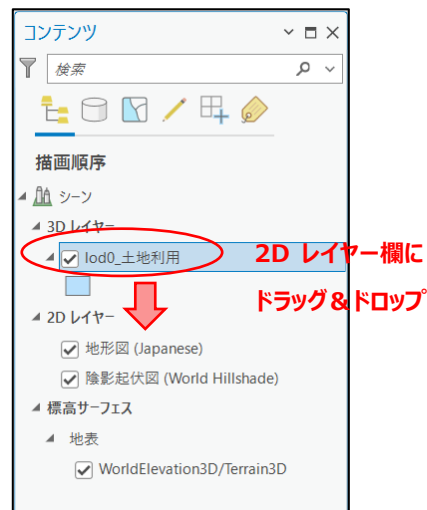 コンテンツ
検索
描画順序
シーン
3D レイヤー
lod0_土地利用
2D レイヤー欄に
ドラッグ＆ドロップ
2D レイヤー
地形図 (Japanese)
陰影起伏図 (World Hillshade)
標高サーフェス
地表
WorldElevation3D/Terrain3D